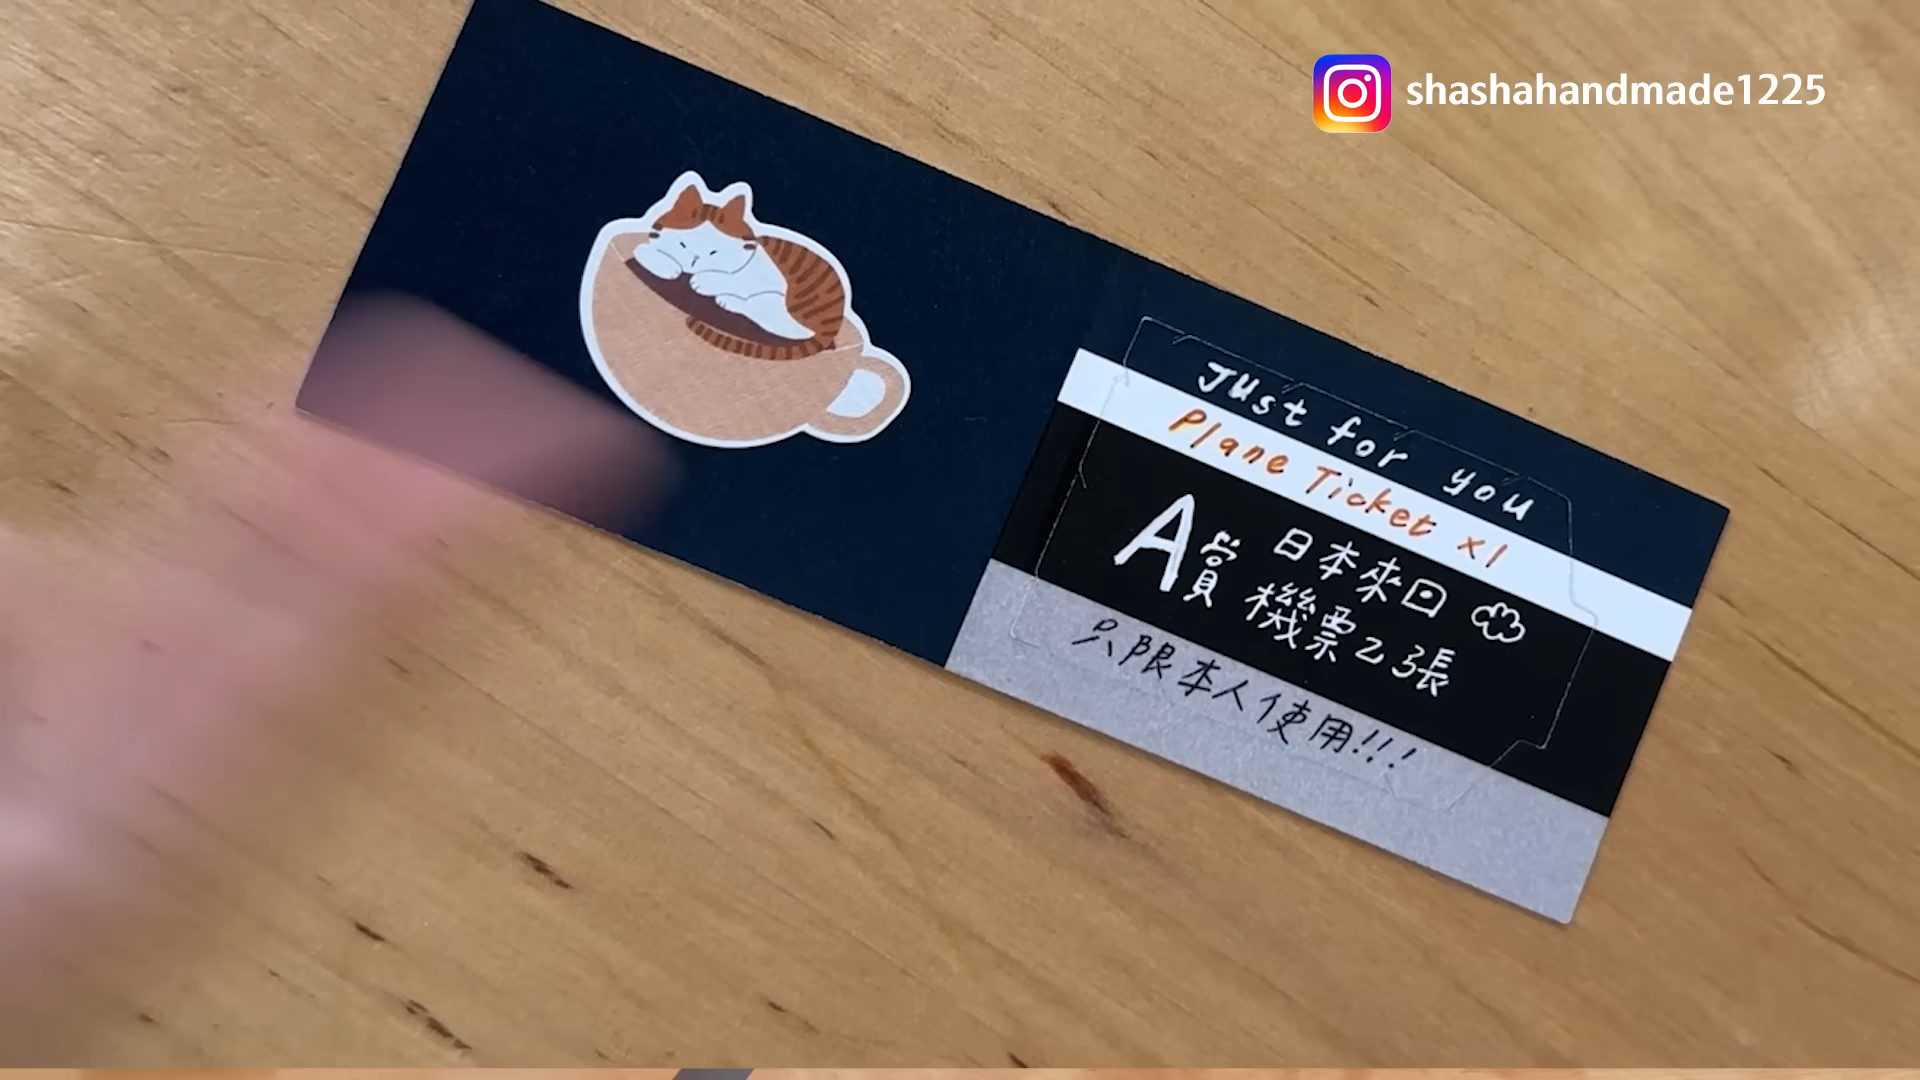 shashahandmade1225
Just for you
Plane Ticket x1
A賞
日本來回
機票2張
只限本人使用!!!